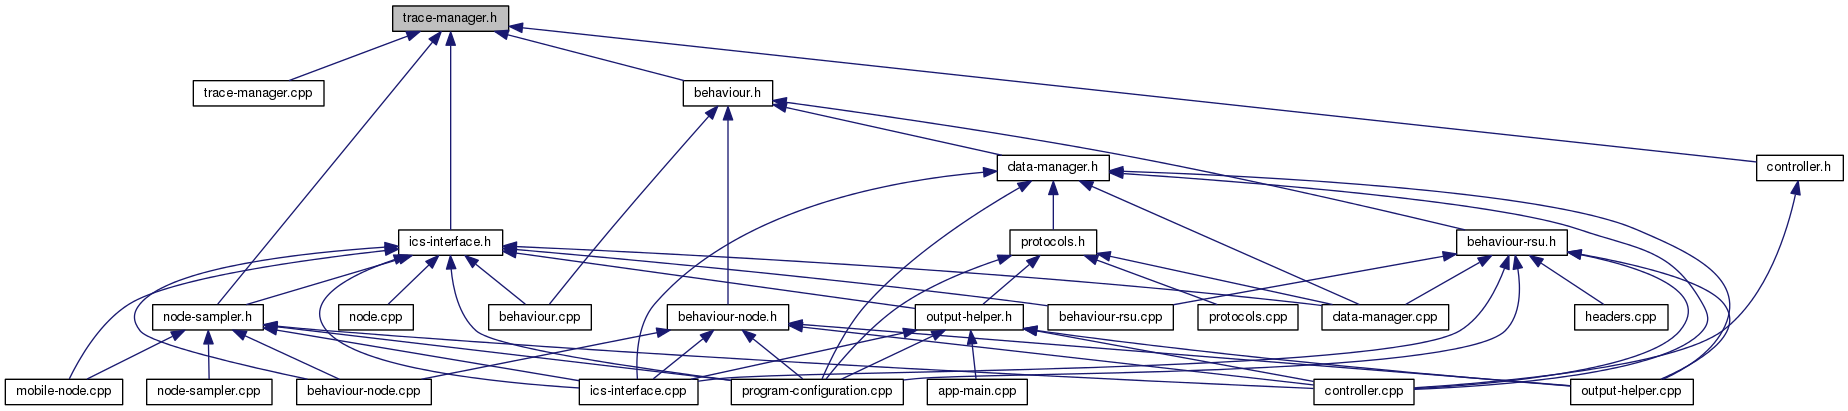 trace-manager.h
trace-manager.cpp
behaviour.h
data-manager.h
controller.h
ics-interface.h
protocols.h
behaviour-rsu.h
node-sampler.h
node.cpp
behaviour.cpp
behaviour-node.h
output-helper.h
behaviour-rsu.cpp
protocols.cpp
data-manager.cpp
headers.cpp
mobile-node.cpp
node-sampler.cpp
behaviour-node.cpp
ics-interface.cpp
program-configuration.cpp
app-main.cpp
controller.cpp
output-helper.cpp